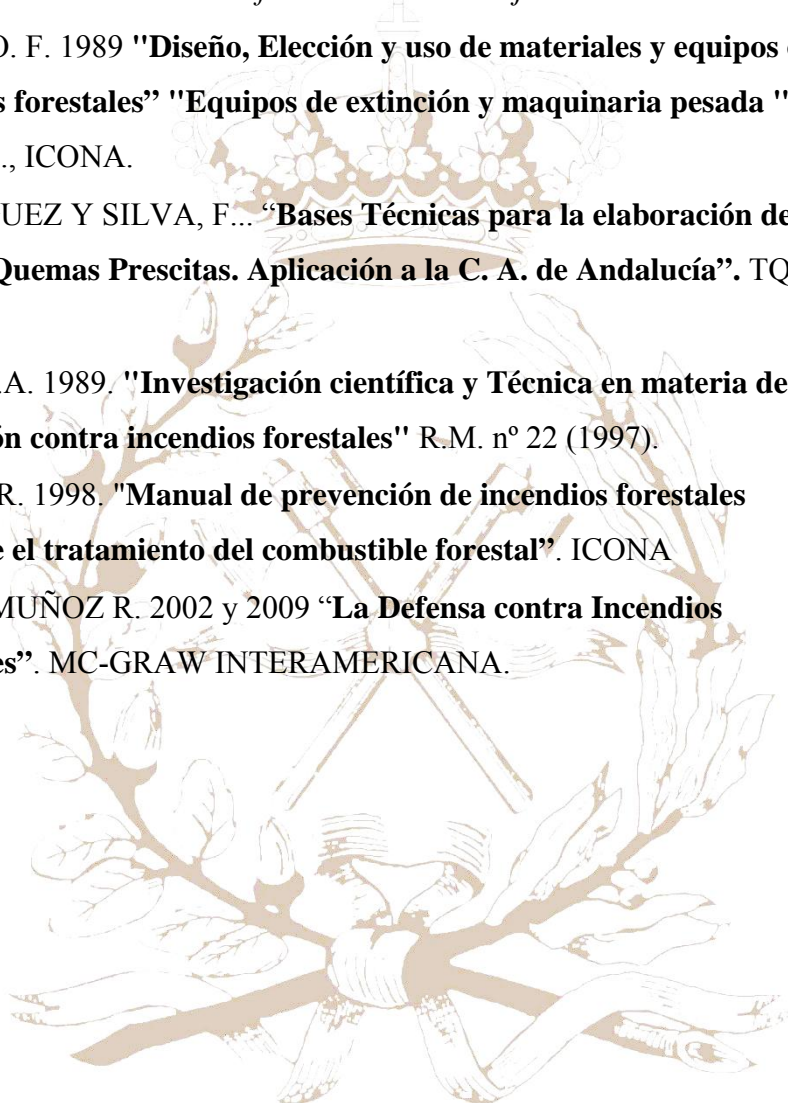 O. F. 1989 "Diseño, Elección y uso de materiales y equipos
s forestales” "Equipos de extinción y maquinaria pesada "
., ICONA.
UEZ Y SILVA, F... “Bases Técnicas para la elaboración de
Quemas Prescitas. Aplicación a la C. A. de Andalucía”. TQ
.A. 1989. "Investigación científica y Técnica en materia de
ón contra incendios forestales" R.M. nº 22 (1997).
R. 1998. "Manual de prevención de incendios forestales
e el tratamiento del combustible forestal”. ICONA
MUÑOZ R. 2002 y 2009 “La Defensa contra Incendios
es”. MC-GRAW INTERAMERICANA.